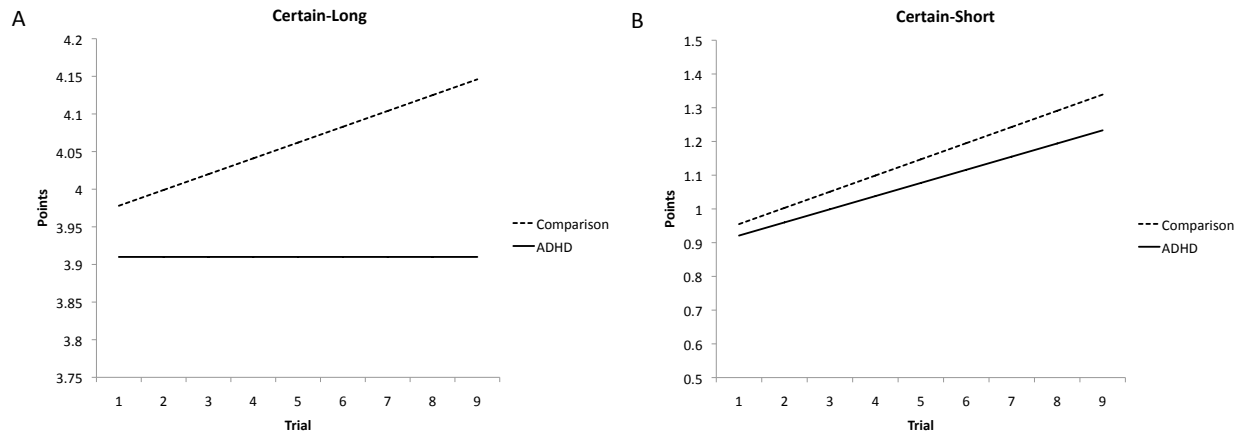 A
Certain-Long
4.2
4.15
4.1
4.05
4
3.95
3.9
3.85
3.8
3.75
Points
1 2 3 4 5 6 7 8 9
Trial
Comparison
ADHD
B
Certain-Short
1.5
1.4
1.3
1.2
1.1
1
0.9
0.8
0.7
0.6
0.5
Points
1 2 3 4 5 6 7 8 9
Trial
Comparison
ADHD